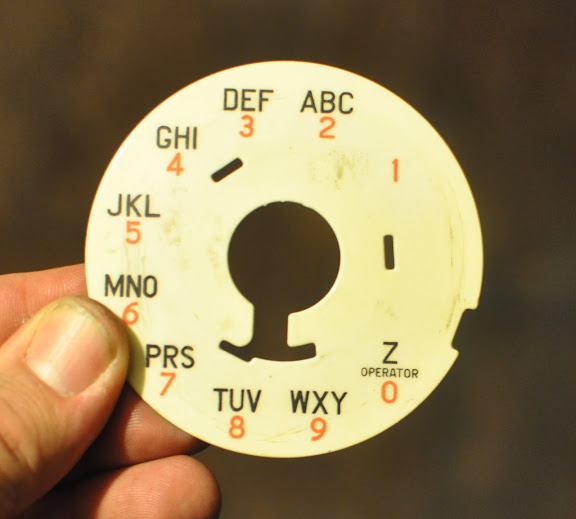 1
ABC
2
DEF
3
GHI
4
JKL
5
MNO
6
PRS
7
TUV
8
WXY
9
Z
OPERATOR
0